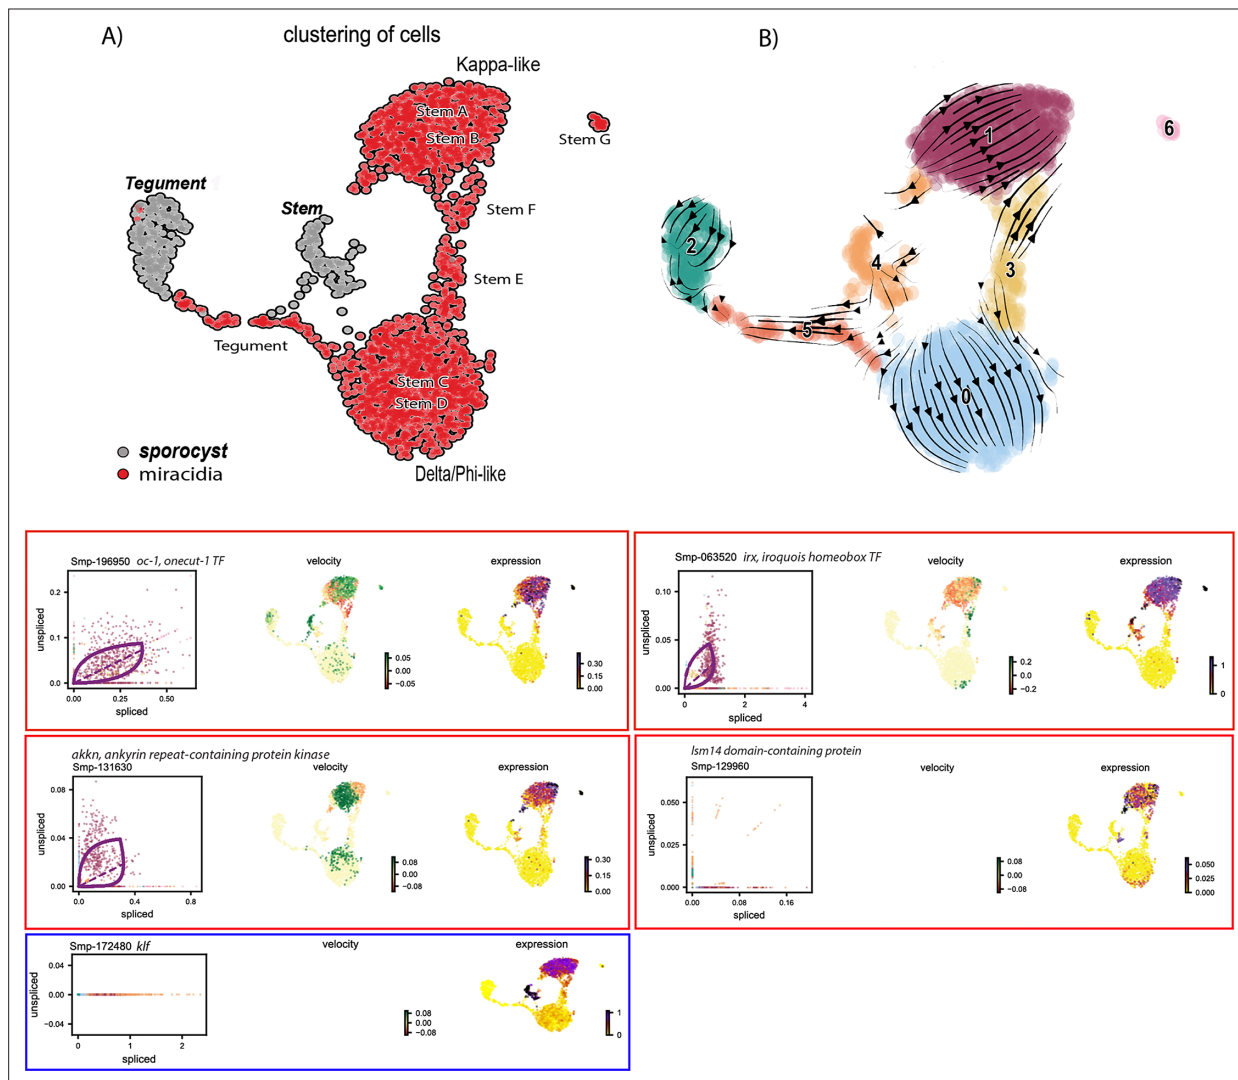 A)
clustering of cells
B)
Kappa-like
Stem A
Stem B
Stem G
Tegument
Stem
Stem F
Stem E
Tegument
Stem C
Stem D
sporocyst
miracidia
Delta/Phi-like
1
6
2
4
3
5
0
Smp-196950 oc-1, onecut-1 TF
velocity
expression
unspliced
0.2
0.1
0.0
0.00
0.25
0.50
spliced
0.05
0.00
−0.05
0.30
0.15
0.00
Smp-063520 irx, iroquois homeobox TF
velocity
expression
unspliced
0.10
0.05
0.00
0
2
4
spliced
0.2
0.0
−0.2
1
0
akkn, ankyrin repeat-containing protein kinase
Smp-131630
velocity
expression
unspliced
0.08
0.04
0.00
0.0
0.4
0.8
spliced
0.08
0.00
−0.08
0.30
0.15
0.00
lsm14 domain-containing protein
Smp-129960
velocity
expression
unspliced
0.050
0.025
0.000
0.00
0.08
0.16
spliced
0.08
0.00
−0.08
0.050
0.025
0.000
Smp-172480 klf
velocity
expression
unspliced
0.04
0.00
−0.04
0
1
2
spliced
0.08
0.00
−0.08
1
0